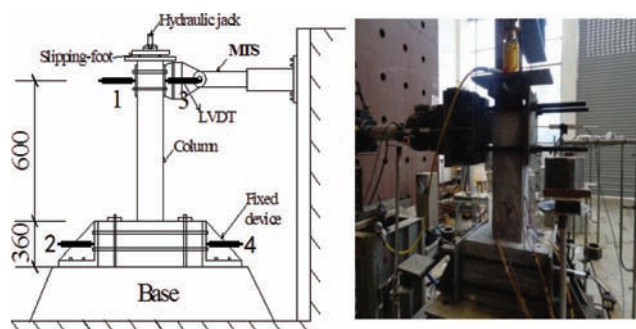 Hydraulic jack
Slipping-foot
MTS
1
3
LVDT
600
Column
Fixed
device
2
4
360
Base